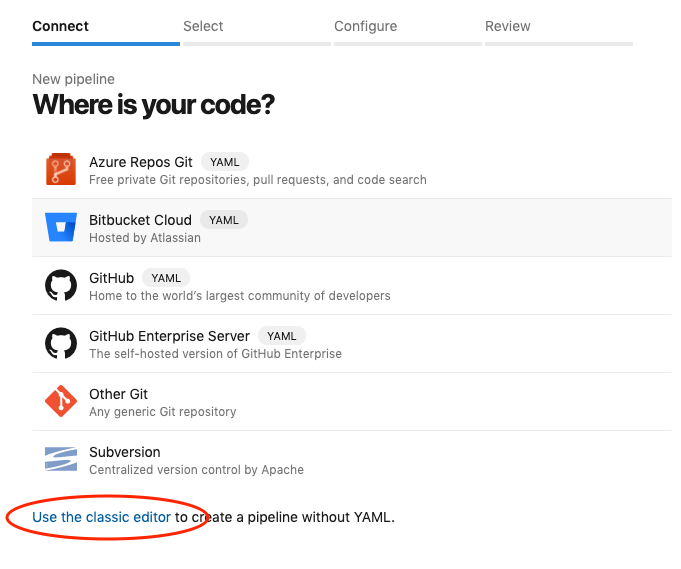 Connect Select Configure Review
New pipeline
Where is your code?
Azure Repos Git YAML
Free private Git repositories, pull requests, and code search
Bitbucket Cloud YAML
Hosted by Atlassian
GitHub YAML
Home to the world's largest community of developers
GitHub Enterprise Server YAML
The self-hosted version of GitHub Enterprise
Other Git
Any generic Git repository
Subversion
Centralized version control by Apache
Use the classic editor to create a pipeline without YAML.